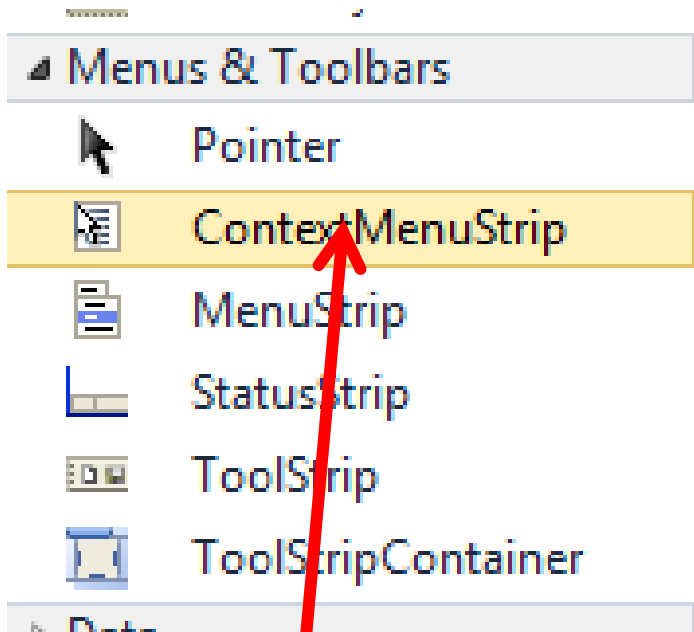 Menus & Toolbars
Pointer
ContextMenuStrip
MenuStrip
StatusStrip
ToolStrip
ToolStripContainer